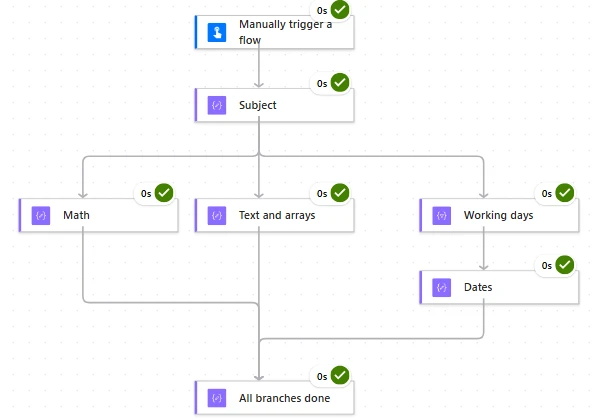 0s
Manually trigger a
flow
0s
Subject
0s
Math
0s
Text and arrays
0s
Working days
0s
Dates
0s
All branches done